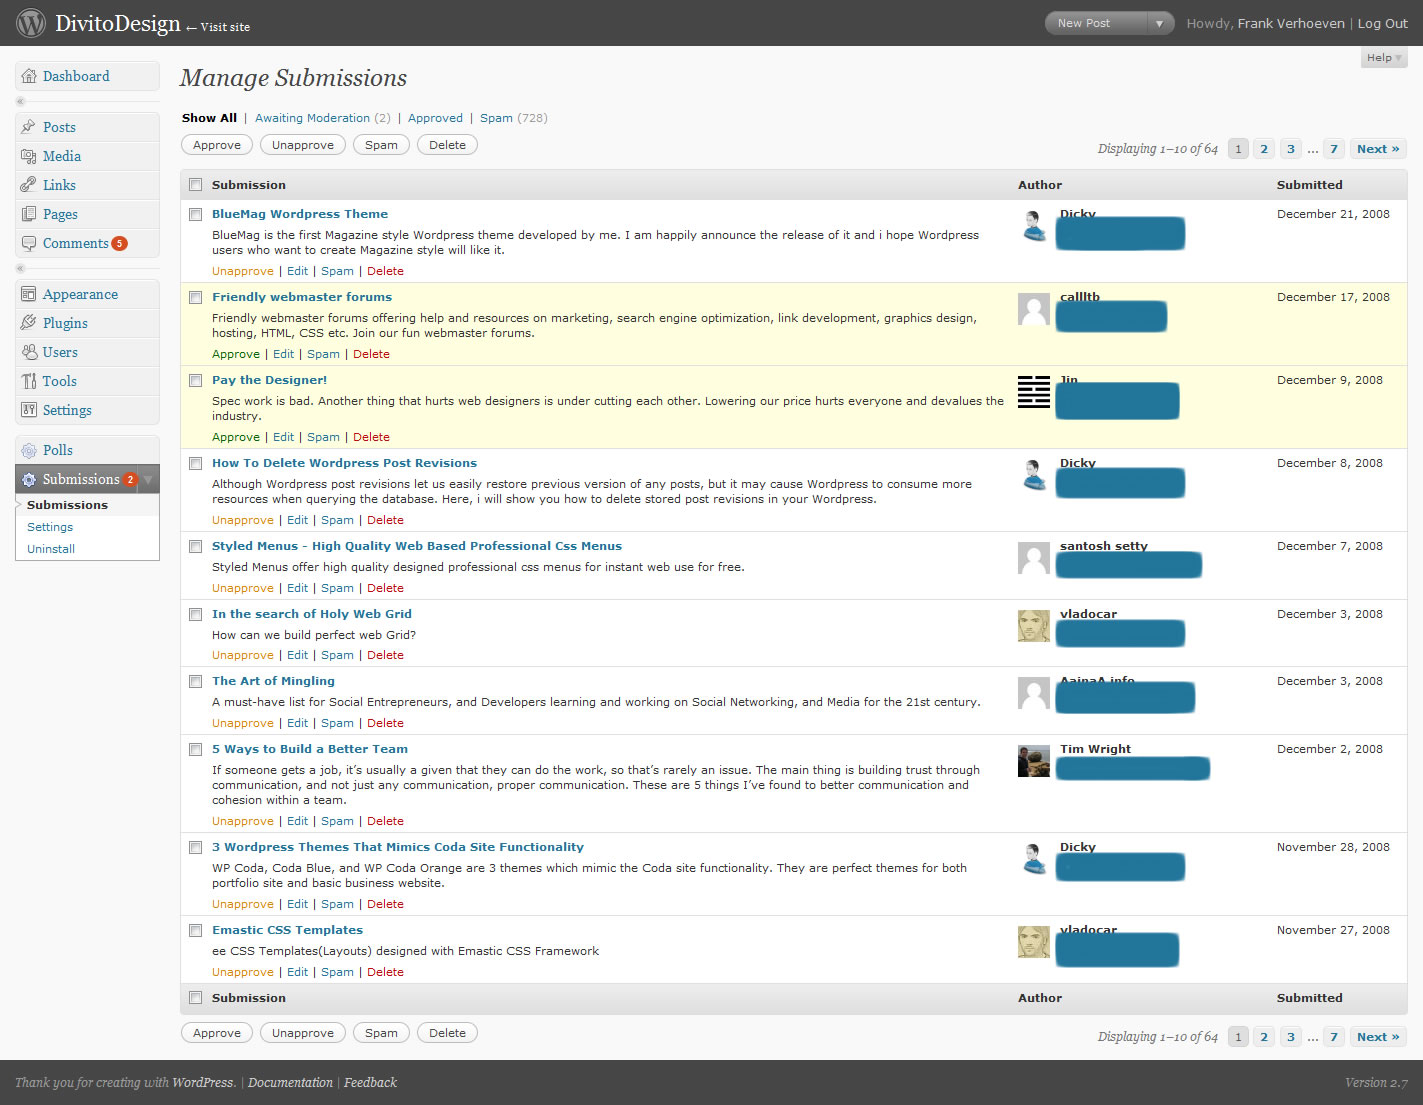 DivitoDesign ← Visit site
New Post ▼ Howdy, Frank Verhoeven | Log Out
Help ▼
Dashboard
«
Posts
Media
Links
Pages
Comments 5
«
Appearance
Plugins
Users
Tools
Settings
Polls
Submissions 2 ▼
Submissions
Settings
Uninstall
Manage Submissions
Show All | Awaiting Moderation (2) | Approved | Spam (728)
Approve Unapprove Spam Delete
Displaying 1–10 of 64 1 2 3 ... 7 Next »
Submission Author Submitted
BlueMag Wordpress Theme Dicky December 21, 2008
BlueMag is the first Magazine style Wordpress theme developed by me. I am happily announce the release of it and i hope Wordpress
users who want to create Magazine style will like it.
Unapprove | Edit | Spam | Delete
Friendly webmaster forums callltb December 17, 2008
Friendly webmaster forums offering help and resources on marketing, search engine optimization, link development, graphics design,
hosting, HTML, CSS etc. Join our fun webmaster forums.
Approve | Edit | Spam | Delete
Pay the Designer! Jin December 9, 2008
Spec work is bad. Another thing that hurts web designers is under cutting each other. Lowering our price hurts everyone and devalues the
industry.
Approve | Edit | Spam | Delete
How To Delete Wordpress Post Revisions Dicky December 8, 2008
Although Wordpress post revisions let us easily restore previous version of any posts, but it may cause Wordpress to consume more
resources when querying the database. Here, i will show you how to delete stored post revisions in your Wordpress.
Unapprove | Edit | Spam | Delete
Styled Menus - High Quality Web Based Professional Css Menus santosh setty December 7, 2008
Styled Menus offer high quality designed professional css menus for instant web use for free.
Unapprove | Edit | Spam | Delete
In the search of Holy Web Grid vladocar December 3, 2008
How can we build perfect web Grid?
Unapprove | Edit | Spam | Delete
The Art of Mingling December 3, 2008
A must-have list for Social Entrepreneurs, and Developers learning and working on Social Networking, and Media for the 21st century.
Unapprove | Edit | Spam | Delete
5 Ways to Build a Better Team Tim Wright December 2, 2008
If someone gets a job, it’s usually a given that they can do the work, so that’s rarely an issue. The main thing is building trust through
communication, and not just any communication, proper communication. These are 5 things I’ve found to better communication and
cohesion within a team.
Unapprove | Edit | Spam | Delete
3 Wordpress Themes That Mimics Coda Site Functionality Dicky November 28, 2008
WP Coda, Coda Blue, and WP Coda Orange are 3 themes which mimic the Coda site functionality. They are perfect themes for both
portfolio site and basic business website.
Unapprove | Edit | Spam | Delete
Emastic CSS Templates vladocar November 27, 2008
ee CSS Templates(Layouts) designed with Emastic CSS Framework
Unapprove | Edit | Spam | Delete
Submission Author Submitted
Approve Unapprove Spam Delete
Displaying 1–10 of 64 1 2 3 ... 7 Next »
Thank you for creating with WordPress. | Documentation | Feedback
Version 2.7